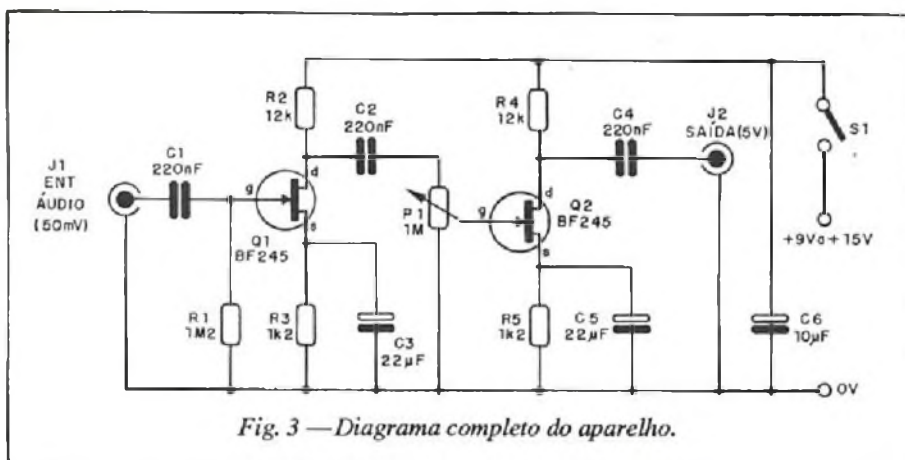 R2
12k
C2
220nF
R4
12k
C4
220nF
J2
SAÍDA(5V)
S1
J1
ENT
ÁUDIO
(50mV)
C1
220nF
d
g
s
Q1
BF245
P1
1M
d
g
s
Q2
BF245
+9Va+15V
R1
1M2
R3
1k2
C3
22µF
R5
1k2
C5
22µF
C6
10µF
0V
Fig. 3 — Diagrama completo do aparelho.